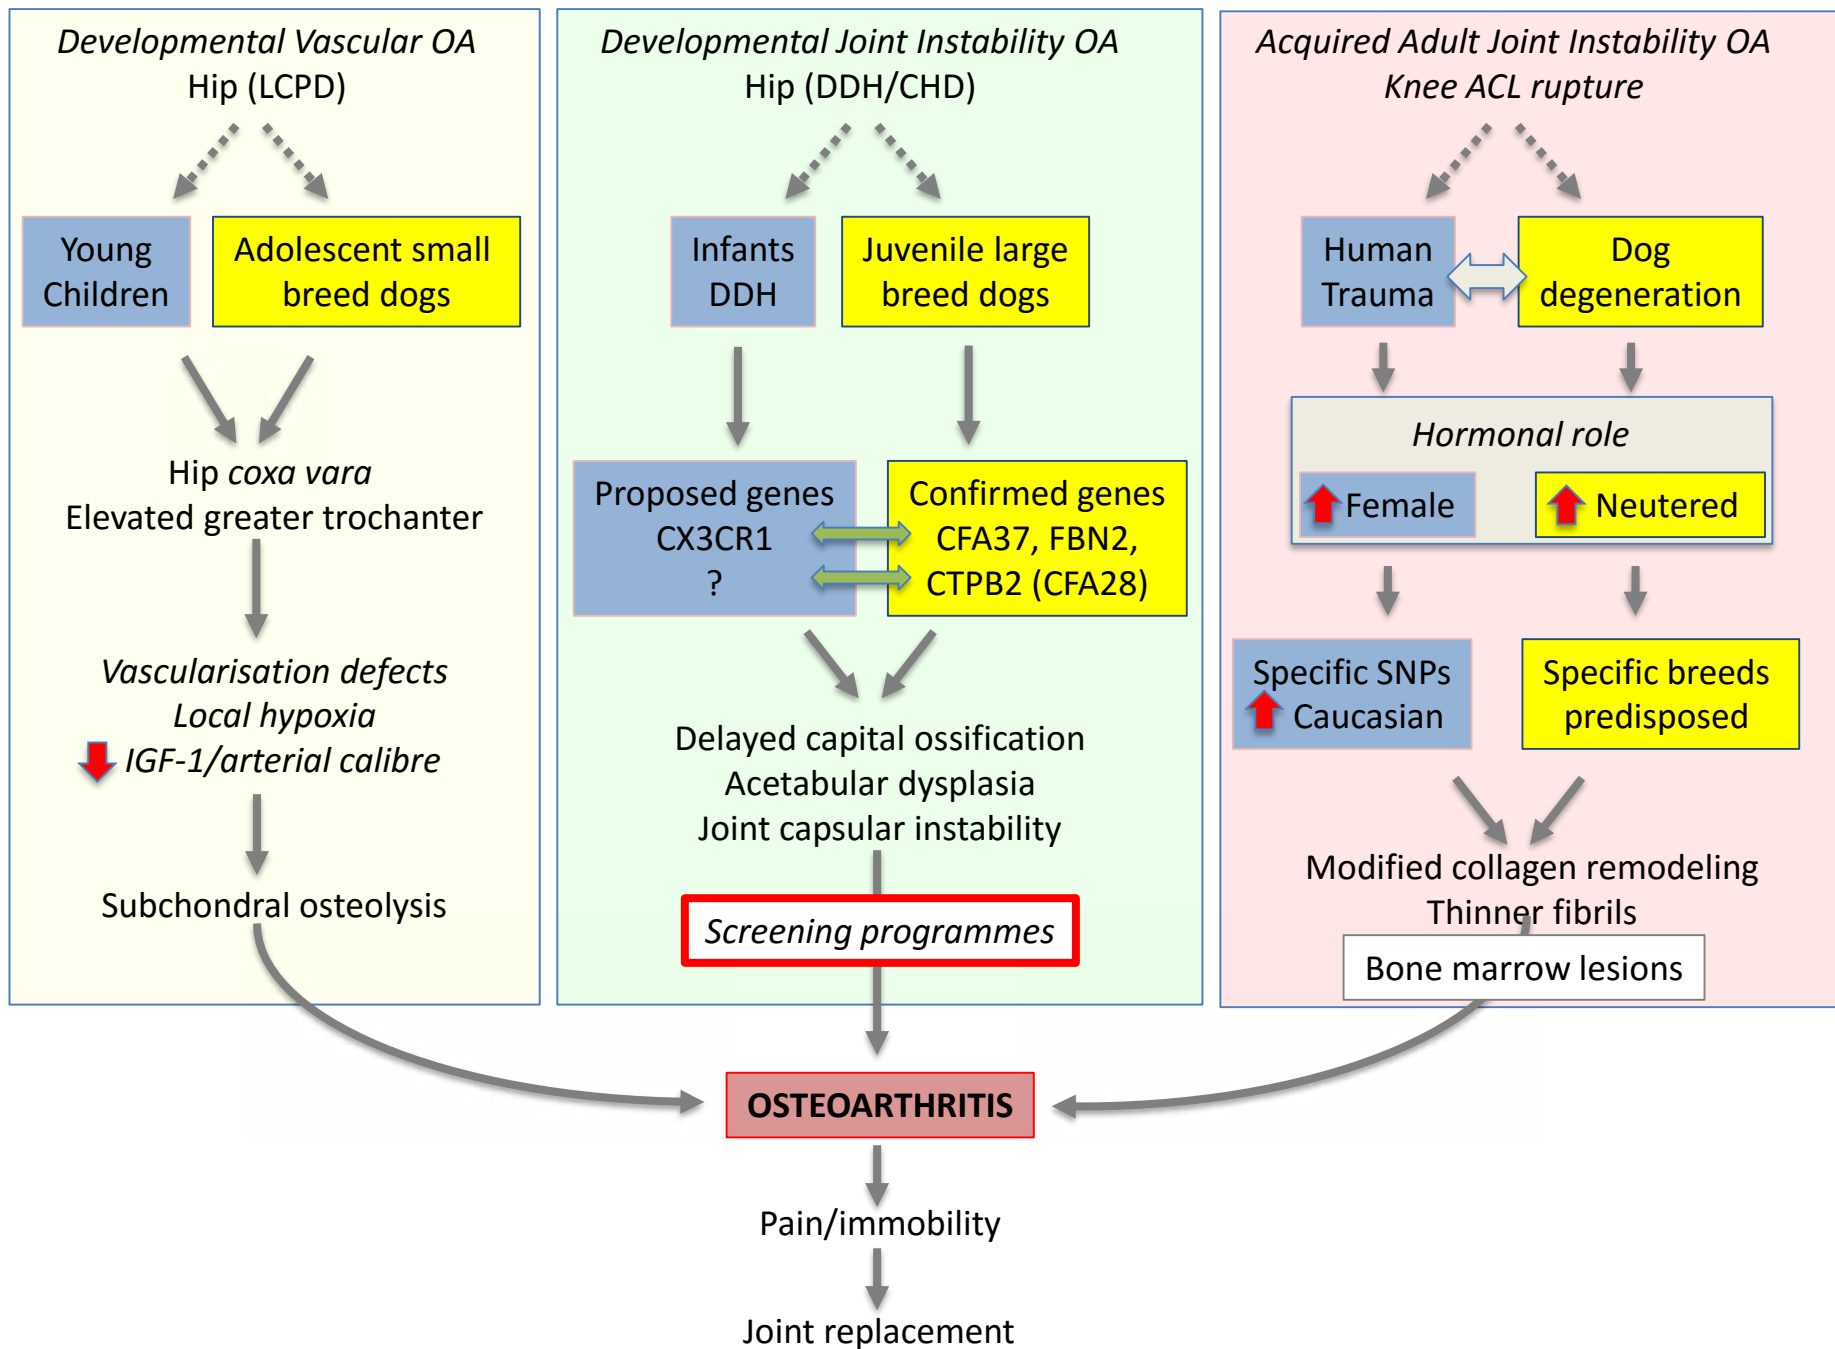 Developmental Vascular OA
Hip (LCPD)
Young
Children
Adolescent small
breed dogs
Hip coxa vara
Elevated greater trochanter
Vascularisation defects
Local hypoxia
IGF-1/arterial calibre
Subchondral osteolysis
Developmental Joint Instability OA
Hip (DDH/CHD)
Infants
DDH
Juvenile large
breed dogs
Proposed genes
CX3CR1
?
Confirmed genes
CFA37, FBN2,
CTPB2 (CFA28)
Delayed capital ossification
Acetabular dysplasia
Joint capsular instability
Screening programmes
Acquired Adult Joint Instability OA
Knee ACL rupture
Human
Trauma
Dog
degeneration
Hormonal role
Female
Neutered
Specific SNPs
Caucasian
Specific breeds
predisposed
Modified collagen remodeling
Thinner fibrils
Bone marrow lesions
OSTEOARTHRITIS
Pain/immobility
Joint replacement